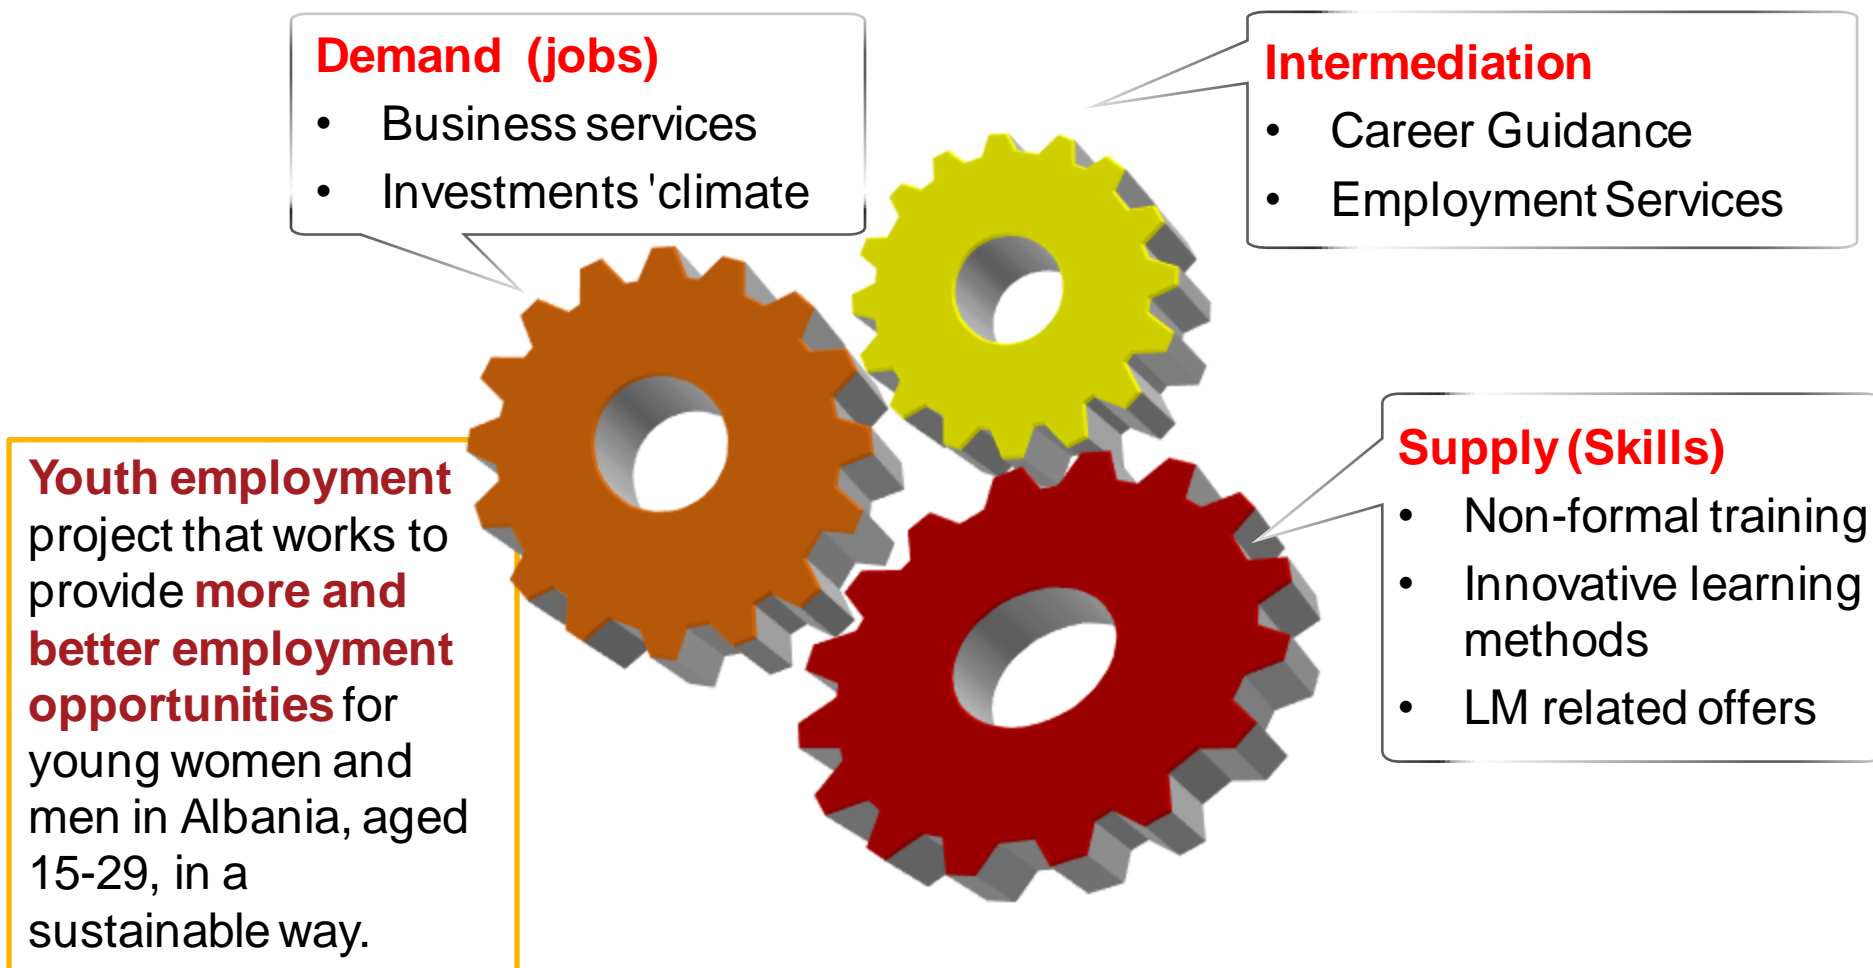 Demand (jobs)
• Business services
• Investments 'climate
Intermediation
• Career Guidance
• Employment Services
Supply (Skills)
• Non-formal training
• Innovative learning
methods
• LM related offers
Youth employment
project that works to
provide more and
better employment
opportunities for
young women and
men in Albania, aged
15-29, in a
sustainable way.